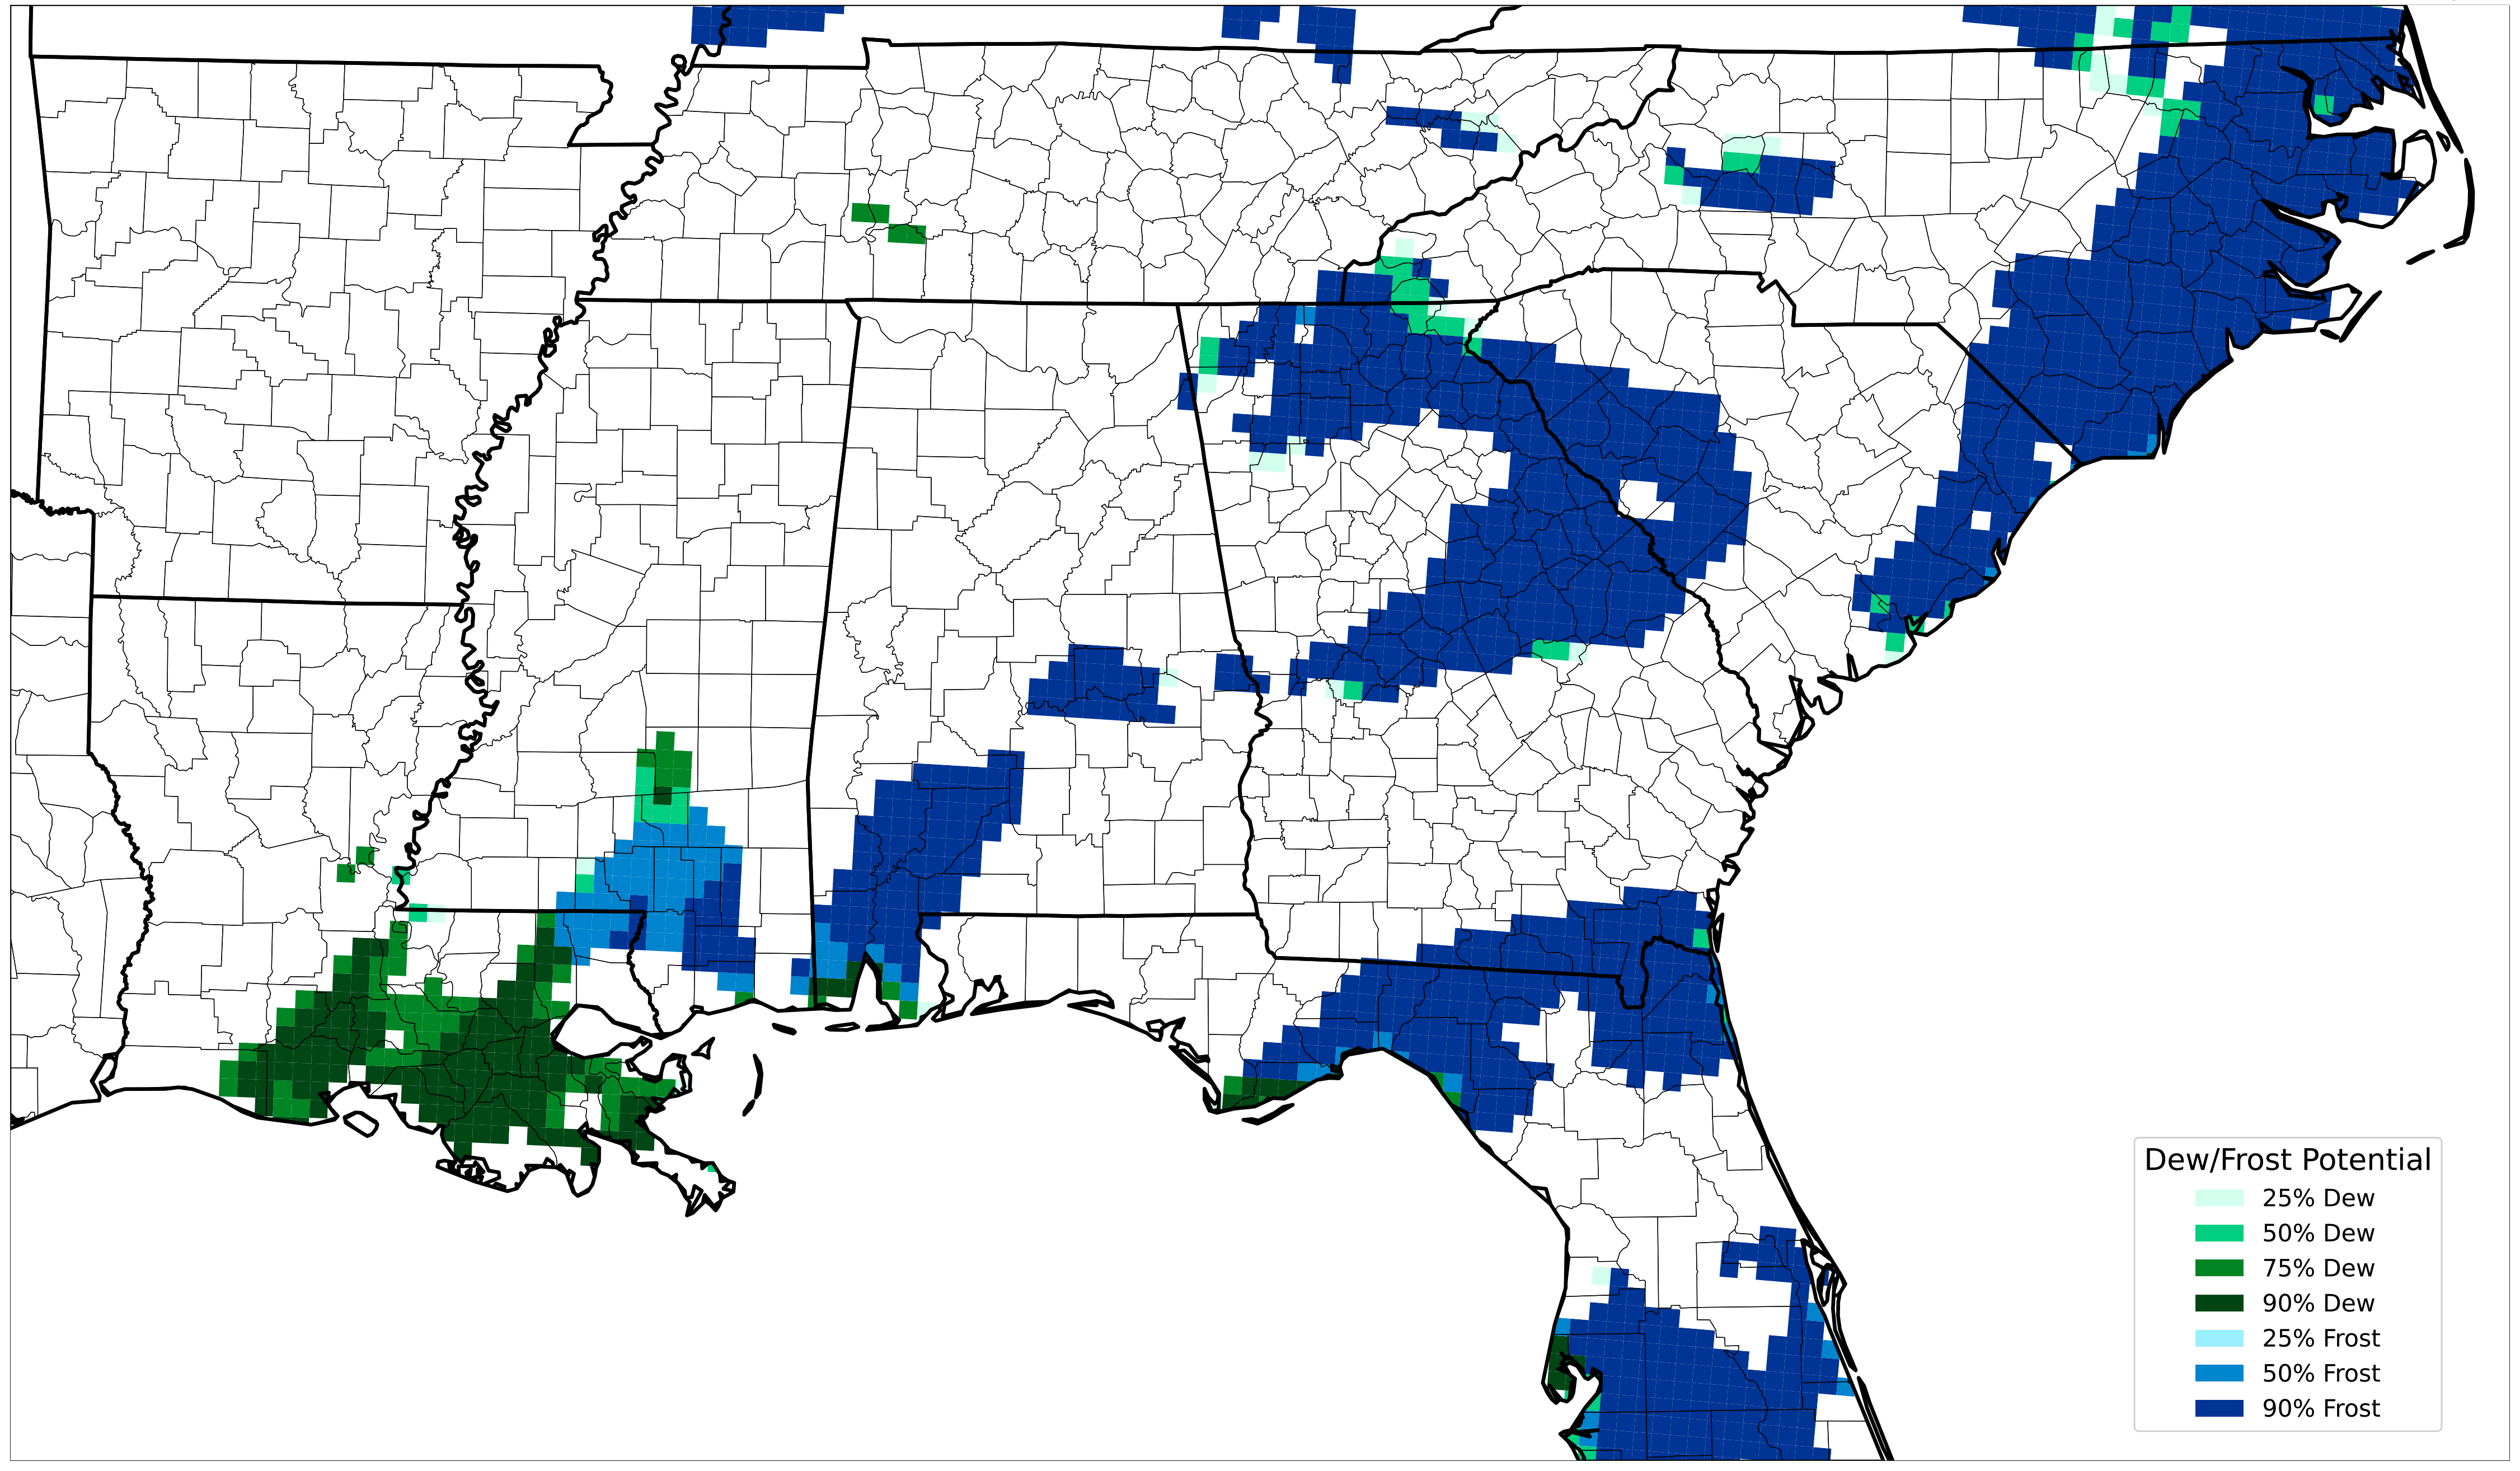 Dew/Frost Potential
25% Dew
50% Dew
75% Dew
90% Dew
25% Frost
50% Frost
90% Frost